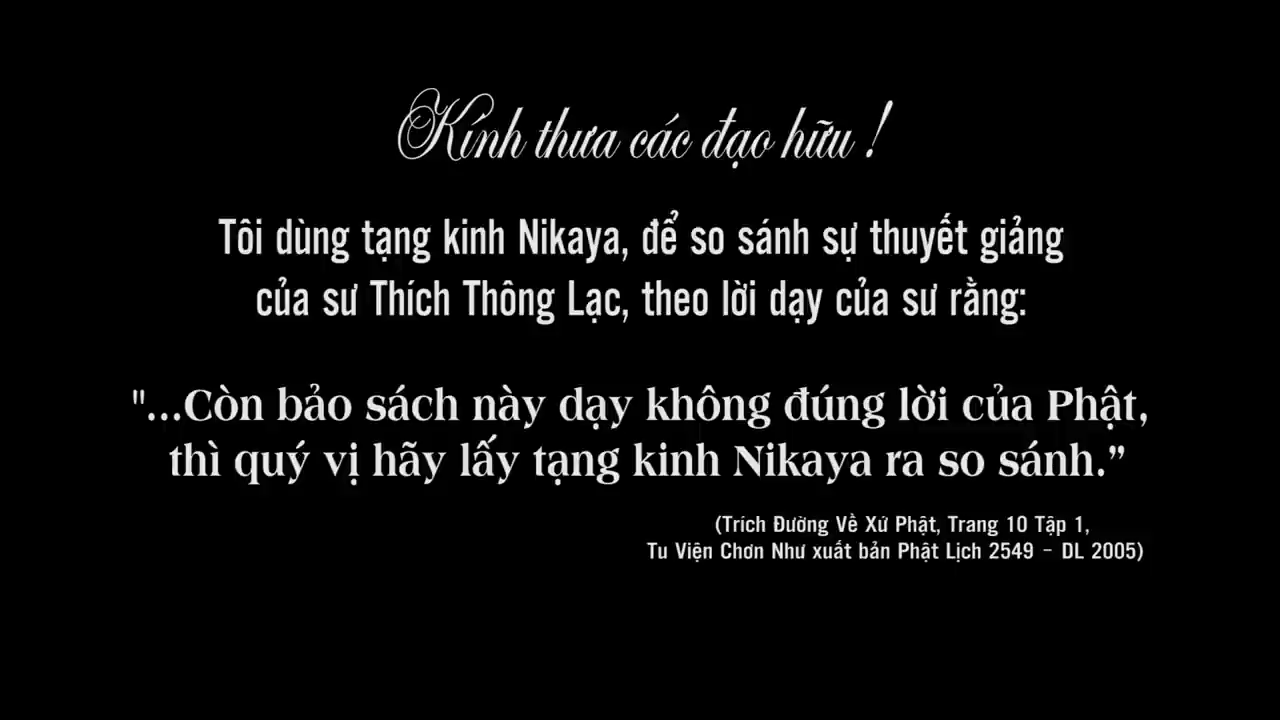 Kính thưa các đạo hữu !
Tôi dùng tạng kinh Nikaya, để so sánh sự thuyết giảng
của sư Thích Thông Lạc, theo lời dạy của sư rằng:
"...Còn bảo sách này dạy không đúng lời của Phật,
thì quý vị hãy lấy tạng kinh Nikaya ra so sánh.”
(Trích Đường Về Xứ Phật, Trang 10 Tập 1,
Tu Viện Chơn Như xuất bản Phật Lịch 2549 - DL 2005)